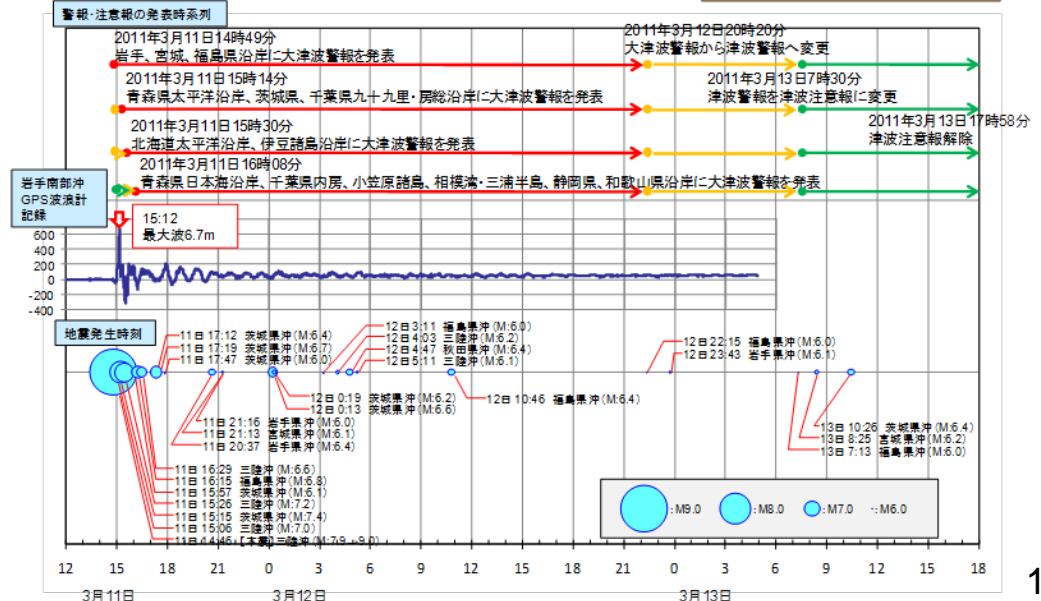 警報・注意報の発表時系列
2011年3月11日14時49分
岩手、宮城、福島県沿岸に大津波警報を発表
2011年3月12日20時20分
大津波警報から津波警報へ変更
2011年3月11日15時14分
青森県太平洋沿岸、茨城県、千葉県九十九里・房総沿岸に大津波警報を発表
2011年3月13日7時30分
津波警報を津波注意報に変更
2011年3月11日15時30分
北海道太平洋沿岸、伊豆諸島沿岸に大津波警報を発表
2011年3月13日17時58分
津波注意報解除
2011年3月11日16時08分
青森県日本海沿岸、千葉県内房、小笠原諸島、相模湾・三浦半島、静岡県、和歌山県沿岸に大津波警報を発表
岩手南部沖
GPS波浪計
記録
15:12
最大波6.7m
600
400
200
0
-200
-400
地震発生時刻
11日 17:12 茨城県沖(M:6.4)
11日 17:19 茨城県沖(M:6.7)
11日 17:47 茨城県沖(M:6.0)
12日 3:11 福島県沖(M:6.0)
12日 4:03 三陸沖(M:6.2)
12日 4:47 秋田県沖(M:6.4)
12日 5:11 三陸沖(M:6.1)
12日 22:15 福島県沖(M:6.0)
12日 23:43 岩手県沖(M:6.1)
12日 0:19 茨城県沖(M:6.2)
12日 0:13 茨城県沖(M:6.6)
12日 10:46 福島県沖(M:6.4)
11日 21:16 岩手県沖(M:6.0)
11日 21:13 宮城県沖(M:6.1)
11日 20:37 岩手県沖(M:6.4)
13日 10:26 茨城県沖(M:6.4)
13日 8:25 宮城県沖(M:6.2)
13日 7:13 福島県沖(M:6.0)
11日 16:29 三陸沖(M:6.6)
11日 16:15 福島県沖(M:6.8)
11日 15:57 茨城県沖(M:6.1)
11日 15:26 三陸沖(M:7.2)
11日 15:15 茨城県沖(M:7.4)
11日 15:06 三陸沖(M:7.0)
11日 14:46 【本震】三陸沖(M:7.9→9.0)
:M9.0 :M8.0 :M7.0 :M6.0
12 15 18 21 0 3 6 9 12 15 18 21 0 3 6 9 12 15 18
3月11日 3月12日 3月13日
1